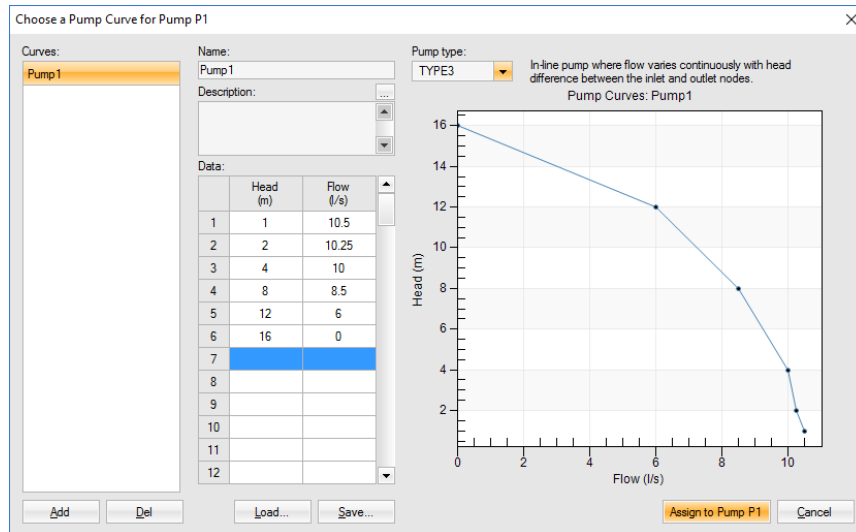 Choose a Pump Curve for Pump P1
Curves:
Pump1
Name:
Pump1
Description:
...
Data:
Head
(m)
Flow
(l/s)
1 1 10.5
2 2 10.25
3 4 10
4 8 8.5
5 12 6
6 16 0
7
8
9
10
11
12
Pump type:
TYPE3
In-line pump where flow varies continuously with head
difference between the inlet and outlet nodes.
Pump Curves: Pump1
Head (m)
16
14
12
10
8
6
4
2
0 2 4 6 8 10
Flow (l/s)
Add Del Load... Save... Assign to Pump P1 Cancel